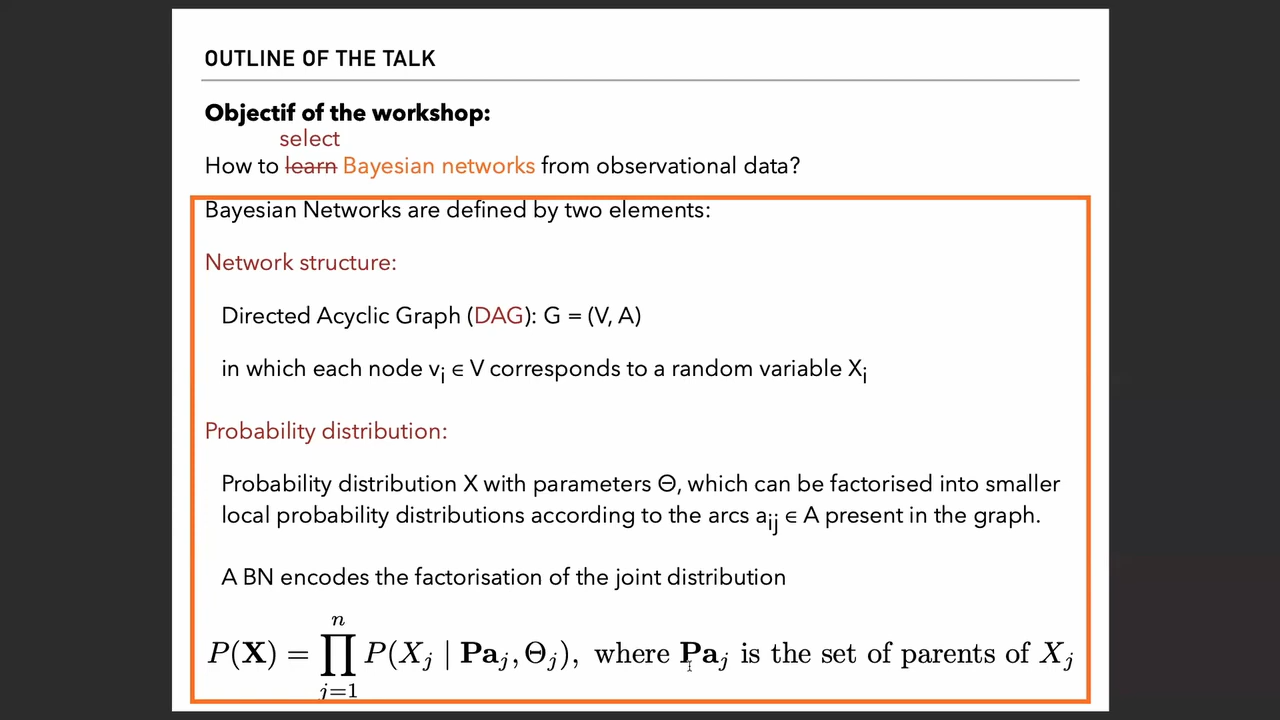 OUTLINE OF THE TALK
Objectif of the workshop:
select
How to learn Bayesian networks from observational data?
Bayesian Networks are defined by two elements:
Network structure:
Directed Acyclic Graph (DAG): G = (V, A)
in which each node vᵢ ∈ V corresponds to a random variable Xᵢ
Probability distribution:
Probability distribution X with parameters Θ, which can be factorised into smaller
local probability distributions according to the arcs aᵢⱼ ∈ A present in the graph.
A BN encodes the factorisation of the joint distribution
P(X) = ∏ⁿⱼ₌₁ P(Xⱼ | Paⱼ, Θⱼ), where Paⱼ is the set of parents of Xⱼ